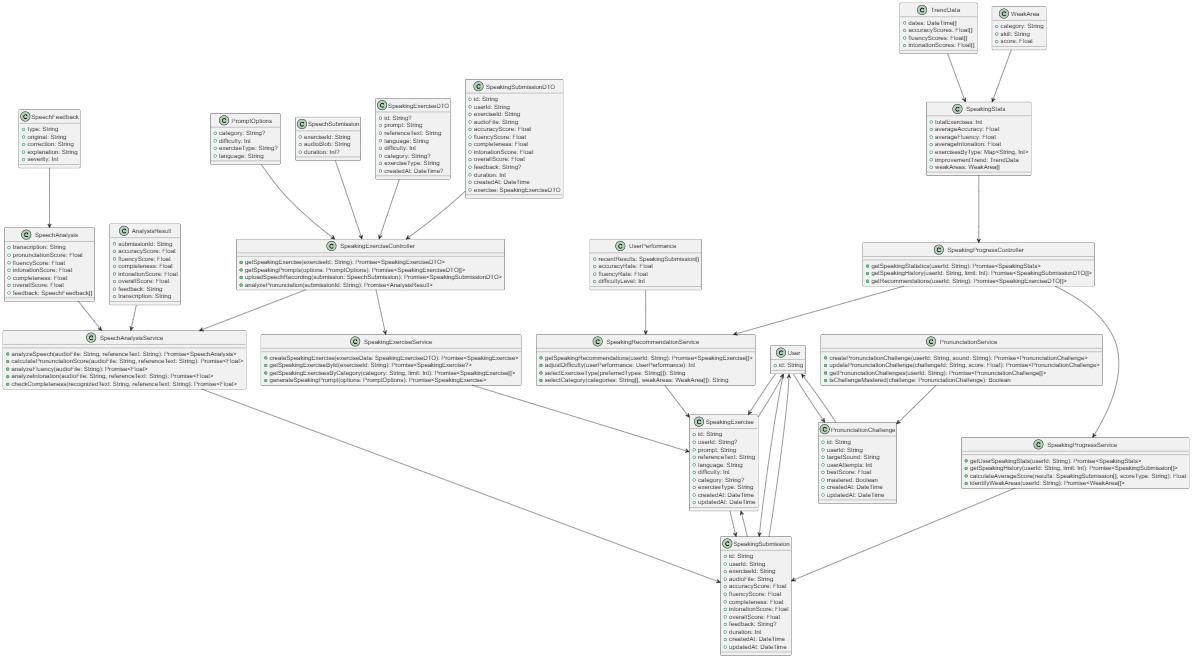 TrendData
dates: DateTime[]
accuracyScores: Float[]
fluencyScores: Float[]
intonationScores: Float[]
WeakArea
category: String
skill: String
score: Float
SpeakingSubmissionDTO
id: String
userId: String
exerciseId: String
audioFile: String
accuracyScore: Float
fluencyScore: Float
completeness: Float
intonationScore: Float
overallScore: Float
feedback: String?
duration: Int
createdAt: DateTime
exercise: SpeakingExerciseDTO
SpeakingExerciseDTO
id: String?
prompt: String
referenceText: String
language: String
difficulty: Int
category: String?
exerciseType: String
createdAt: DateTime?
SpeechFeedback
type: String
original: String
correction: String
explanation: String
severity: Int
PromptOptions
category: String?
difficulty: Int
exerciseType: String?
language: String
SpeechSubmission
exerciseId: String
audioBlob: String
duration: Int?
SpeakingStats
totalExercises: Int
averageAccuracy: Float
averageFluency: Float
averageIntonation: Float
exercisesByType: Map<String, Int>
improvementTrend: TrendData
weakAreas: WeakArea[]
SpeechAnalysis
transcription: String
pronunciationScore: Float
fluencyScore: Float
intonationScore: Float
completeness: Float
overallScore: Float
feedback: SpeechFeedback[]
AnalysisResult
submissionId: String
accuracyScore: Float
fluencyScore: Float
completeness: Float
intonationScore: Float
overallScore: Float
feedback: String
transcription: String
SpeakingExerciseController
getSpeakingExercise(exerciseId: String): Promise<SpeakingExerciseDTO>
getSpeakingPrompts(options: PromptOptions): Promise<SpeakingExerciseDTO[]>
uploadSpeechRecording(submission: SpeechSubmission): Promise<SpeakingSubmissionDTO>
analyzePronunciation(submissionId: String): Promise<AnalysisResult>
UserPerformance
recentResults: SpeakingSubmission[]
accuracyRate: Float
fluencyRate: Float
difficultyLevel: Int
SpeakingProgressController
getSpeakingStatistics(userId: String): Promise<SpeakingStats>
getSpeakingHistory(userId: String, limit: Int): Promise<SpeakingSubmissionDTO[]>
getRecommendations(userId: String): Promise<SpeakingExerciseDTO[]>
SpeechAnalysisService
analyzeSpeech(audioFile: String, referenceText: String): Promise<SpeechAnalysis>
calculatePronunciationScore(audioFile: String, referenceText: String): Promise<Float>
analyzeFluency(audioFile: String): Promise<Float>
analyzeIntonation(audioFile: String, referenceText: String): Promise<Float>
checkCompleteness(recognizedText: String, referenceText: String): Promise<Float>
SpeakingExerciseService
createSpeakingExercise(exerciseData: SpeakingExerciseDTO): Promise<SpeakingExercise>
getSpeakingExerciseById(exerciseId: String): Promise<SpeakingExercise?>
getSpeakingExercisesByCategory(category: String, limit: Int): Promise<SpeakingExercise[]>
generateSpeakingPrompt(options: PromptOptions): Promise<SpeakingExercise>
SpeakingRecommendationService
getSpeakingRecommendations(userId: String): Promise<SpeakingExercise[]>
adjustDifficulty(userPerformance: UserPerformance): Int
selectExerciseType(preferredTypes: String[]): String
selectCategory(categories: String[], weakAreas: WeakArea[]): String
User
id: String
PronunciationService
createPronunciationChallenge(userId: String, sound: String): Promise<PronunciationChallenge>
updatePronunciationChallenge(challengeId: String, score: Float): Promise<PronunciationChallenge>
getPronunciationChallenges(userId: String): Promise<PronunciationChallenge[]>
isChallengeMastered(challenge: PronunciationChallenge): Boolean
SpeakingExercise
id: String
userId: String?
prompt: String
referenceText: String
language: String
difficulty: Int
category: String?
exerciseType: String
createdAt: DateTime
updatedAt: DateTime
PronunciationChallenge
id: String
userId: String
targetSound: String
userAttempts: Int
bestScore: Float
mastered: Boolean
createdAt: DateTime
updatedAt: DateTime
SpeakingProgressService
getUserSpeakingStats(userId: String): Promise<SpeakingStats>
getSpeakingHistory(userId: String, limit: Int): Promise<SpeakingSubmission[]>
calculateAverageScore(results: SpeakingSubmission[], scoreType: String): Float
identifyWeakAreas(userId: String): Promise<WeakArea[]>
SpeakingSubmission
id: String
userId: String
exerciseId: String
audioFile: String
accuracyScore: Float
fluencyScore: Float
completeness: Float
intonationScore: Float
overallScore: Float
feedback: String?
duration: Int
createdAt: DateTime
updatedAt: DateTime